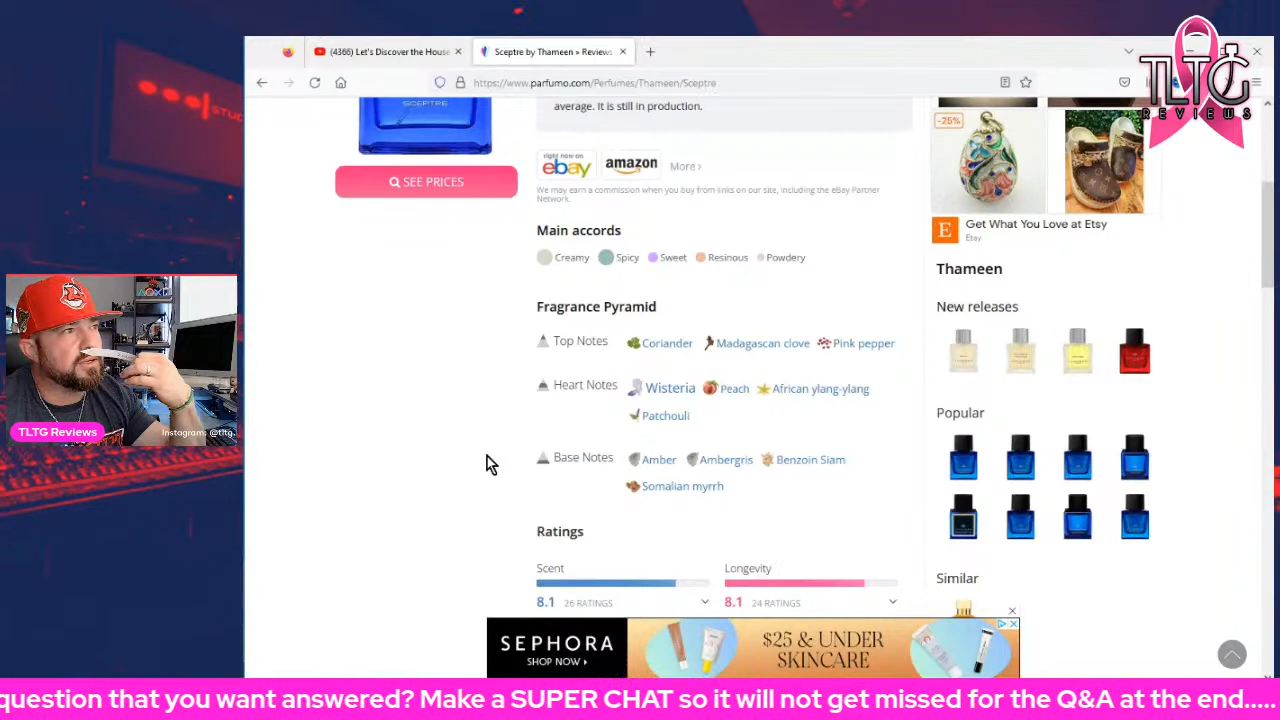 (4366) Let's Discover the House
Sceptre by Thameen » Reviews
https://www.parfumo.com/Perfumes/Thameen/Sceptre
TLTG
REVIEWS
SCEPTRE
average. It is still in production.
-25%
right now on
ebay
amazon
More ›
SEE PRICES
We may earn a commission when you buy from links on our site, including the eBay Partner
Network.
E
Get What You Love at Etsy
Etsy
Main accords
Creamy Spicy Sweet Resinous Powdery
Thameen
Fragrance Pyramid
New releases
Top Notes Coriander Madagascan clove Pink pepper
Heart Notes Wisteria Peach African ylang-ylang
Patchouli
Popular
Base Notes Amber Ambergris Benzoin Siam
Somalian myrrh
TLTG Reviews
Instagram: @tltg.
Ratings
Scent Longevity
8.1 26 RATINGS 8.1 24 RATINGS
Similar
SEPHORA
SHOP NOW
$25 & UNDER
SKINCARE
question that you want answered? Make a SUPER CHAT so it will not get missed for the Q&A at the end.....